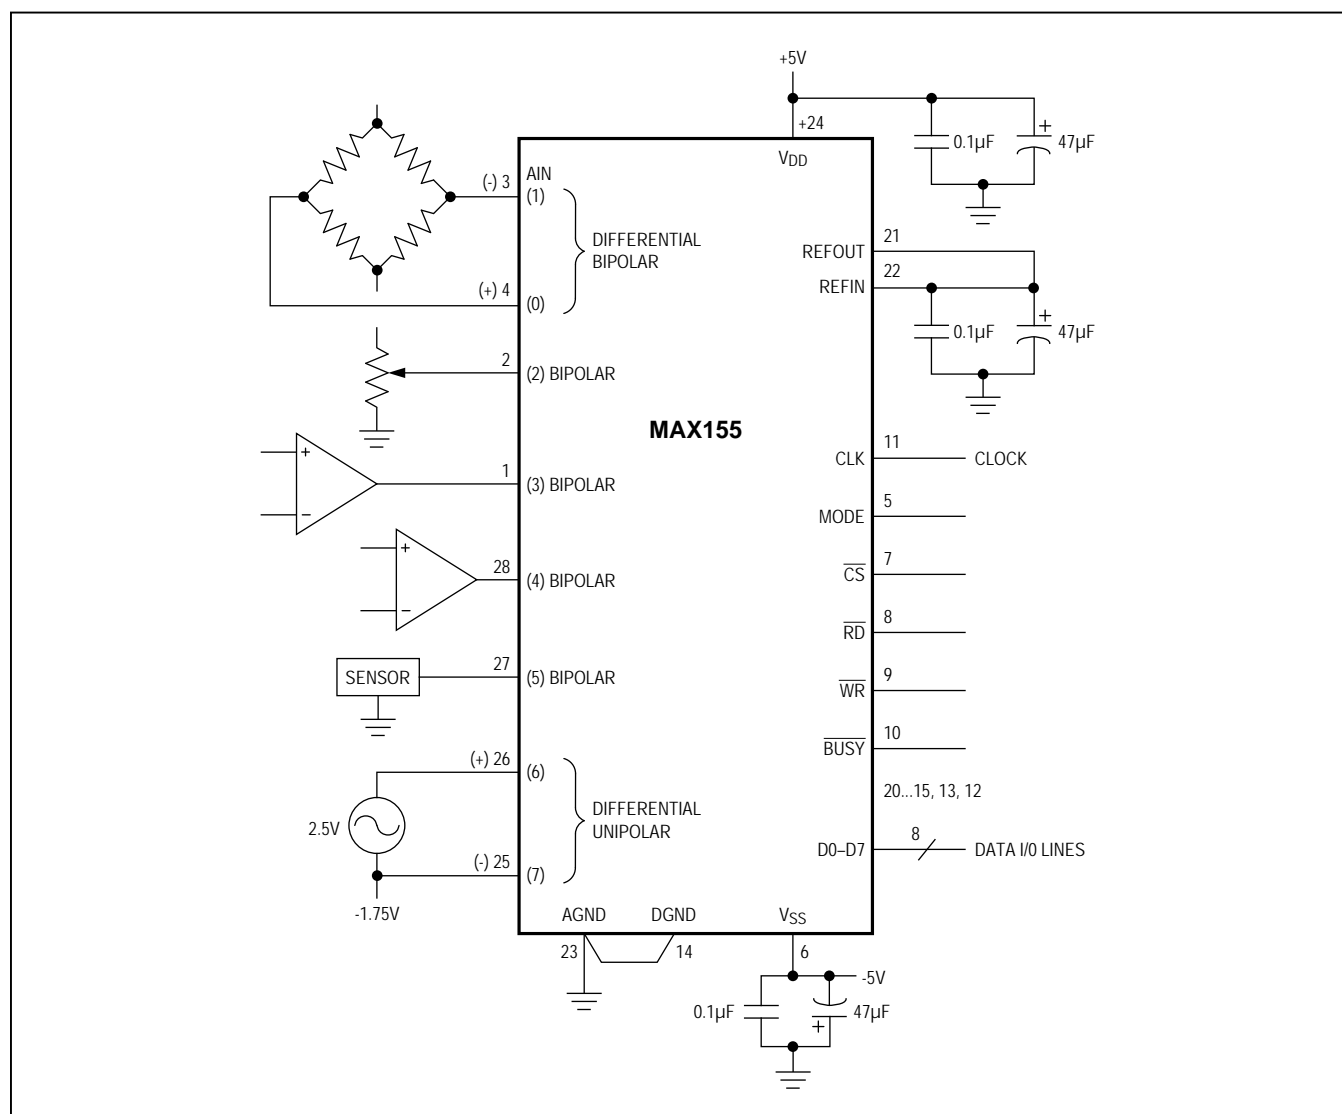 +5V
+24
VDD
0.1µF
47µF
AIN
(-) 3
(1)
DIFFERENTIAL
BIPOLAR
(+) 4
(0)
REFOUT
21
REFIN
22
0.1µF
47µF
2
(2) BIPOLAR
MAX155
+
−
1
(3) BIPOLAR
CLK
11
CLOCK
MODE
5
+
−
28
(4) BIPOLAR
CS
7
RD
8
SENSOR
27
(5) BIPOLAR
WR
9
BUSY
10
(+) 26
(6)
20...15, 13, 12
DIFFERENTIAL
UNIPOLAR
2.5V
D0–D7
8
DATA I/0 LINES
(-) 25
(7)
-1.75V
AGND
DGND
VSS
23
14
6
-5V
0.1µF
47µF
+